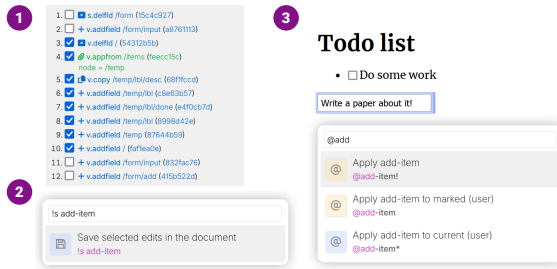 1
1. s.delfid /form (15c4c927)
2. + v.addfield /form/input (a8761113)
3. v.delfid / (54312b5b)
4. v.appfrom /items (feecc15c)
node = /temp
5. v.copy /temp/lbl/desc (68f1fccd)
6. + v.addfield /temp/lbl (c8e63b57)
7. + v.addfield /temp/lbl/done (e4f0cb7d)
8. + v.addfield /temp/lbl (8998d42e)
9. + v.addfield /temp (87644b59)
10. + v.addfield / (faf1ea0e)
11. + v.addfield /form/input (832fac76)
12. + v.addfield /form/add (415b522d)
2
!s add-item
Save selected edits in the document
!s add-item
3
Todo list
• Do some work
Write a paper about it!
@add
@ Apply add-item
@add-item!
@ Apply add-item to marked (user)
@add-item
@ Apply add-item to current (user)
@add-item*